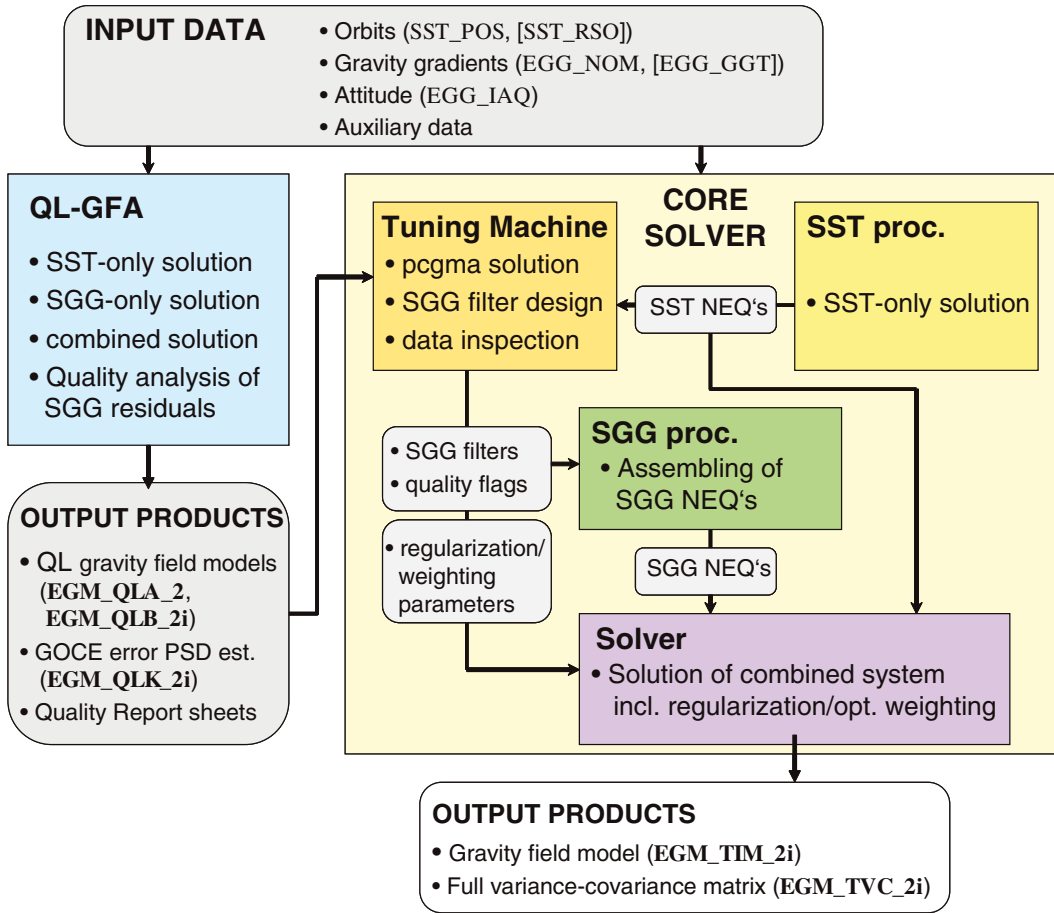 INPUT DATA
• Orbits (SST_POS, [SST_RSO])
• Gravity gradients (EGG_NOM, [EGG_GGT])
• Attitude (EGG_IAQ)
• Auxiliary data
QL-GFA
• SST-only solution
• SGG-only solution
• combined solution
• Quality analysis of
SGG residuals
OUTPUT PRODUCTS
• QL gravity field models
(EGM_QLA_2,
EGM_QLB_2i)
• GOCE error PSD est.
(EGM_QLK_2i)
• Quality Report sheets
CORE
SOLVER
Tuning Machine
• pcgma solution
• SGG filter design
• data inspection
SST NEQ‘s
SST proc.
• SST-only solution
• SGG filters
• quality flags
SGG proc.
• Assembling of
SGG NEQ‘s
• regularization/
weighting
parameters
SGG NEQ‘s
Solver
• Solution of combined system
incl. regularization/opt. weighting
OUTPUT PRODUCTS
• Gravity field model (EGM_TIM_2i)
• Full variance-covariance matrix (EGM_TVC_2i)